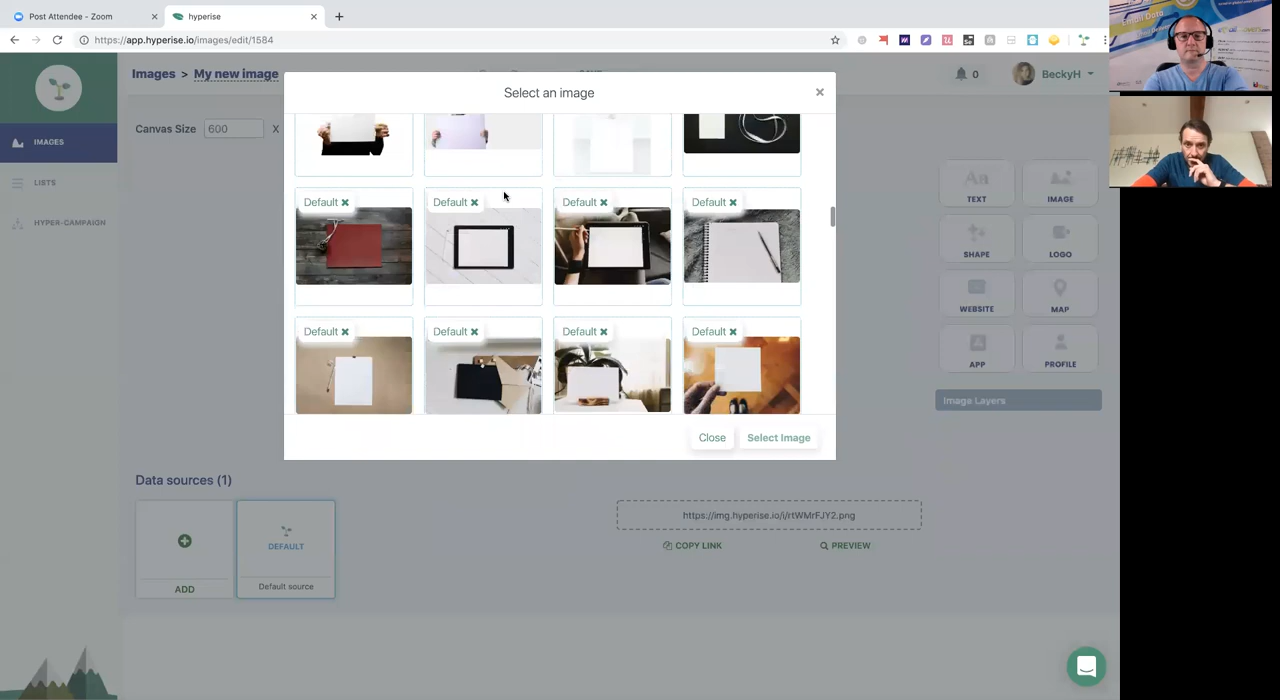 Post Attendee - Zoom
hyperise
https://app.hyperise.io/images/edit/1584
Images > My new image
0
BeckyH
Canvas Size 600 X
IMAGES
LISTS
HYPER-CAMPAIGN
Select an image
Default
Default
Default
Default
Default
Default
Default
Default
Close
Select Image
TEXT
IMAGE
SHAPE
LOGO
WEBSITE
MAP
APP
PROFILE
Image Layers
Data sources (1)
ADD
DEFAULT
Default source
https://img.hyperise.io/i/rtWMrFJY2.png
COPY LINK
PREVIEW
Email Data